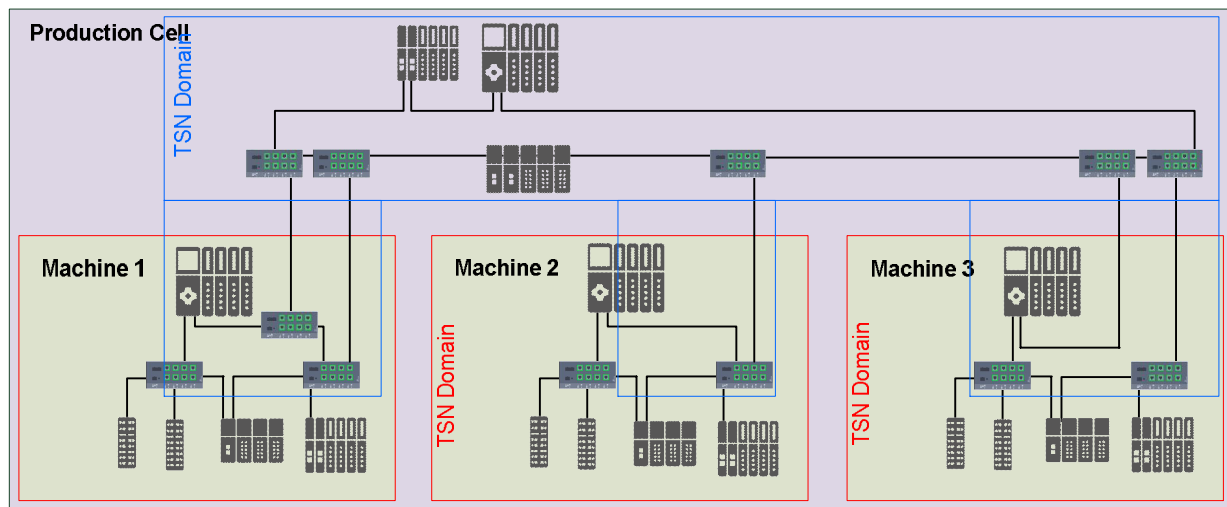 Production Cell
TSN Domain
Machine 1
Machine 2
TSN Domain
Machine 3
TSN Domain